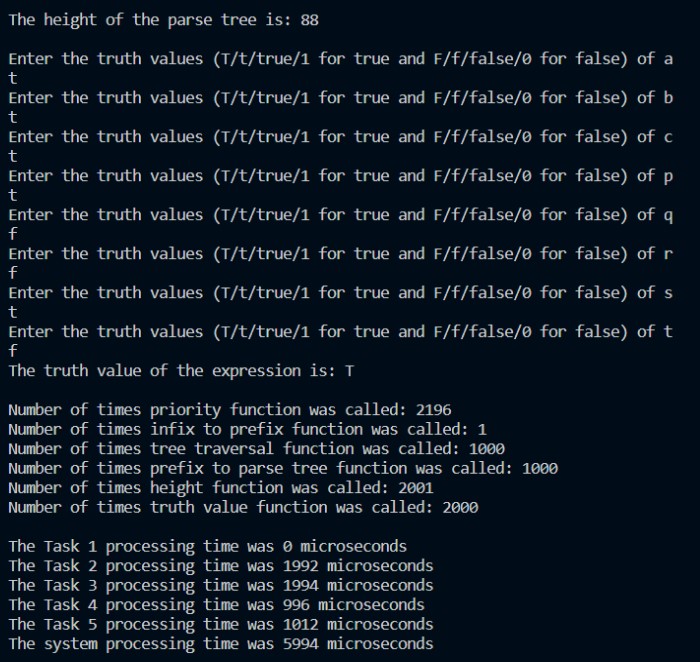 The height of the parse tree is: 88
Enter the truth values (T/t/true/1 for true and F/f/false/0 for false) of a
t
Enter the truth values (T/t/true/1 for true and F/f/false/0 for false) of b
t
Enter the truth values (T/t/true/1 for true and F/f/false/0 for false) of c
t
Enter the truth values (T/t/true/1 for true and F/f/false/0 for false) of p
t
Enter the truth values (T/t/true/1 for true and F/f/false/0 for false) of q
f
Enter the truth values (T/t/true/1 for true and F/f/false/0 for false) of r
f
Enter the truth values (T/t/true/1 for true and F/f/false/0 for false) of s
t
Enter the truth values (T/t/true/1 for true and F/f/false/0 for false) of t
f
The truth value of the expression is: T
Number of times priority function was called: 2196
Number of times infix to prefix function was called: 1
Number of times tree traversal function was called: 1000
Number of times prefix to parse tree function was called: 1000
Number of times height function was called: 2001
Number of times truth value function was called: 2000
The Task 1 processing time was 0 microseconds
The Task 2 processing time was 1992 microseconds
The Task 3 processing time was 1994 microseconds
The Task 4 processing time was 996 microseconds
The Task 5 processing time was 1012 microseconds
The system processing time was 5994 microseconds